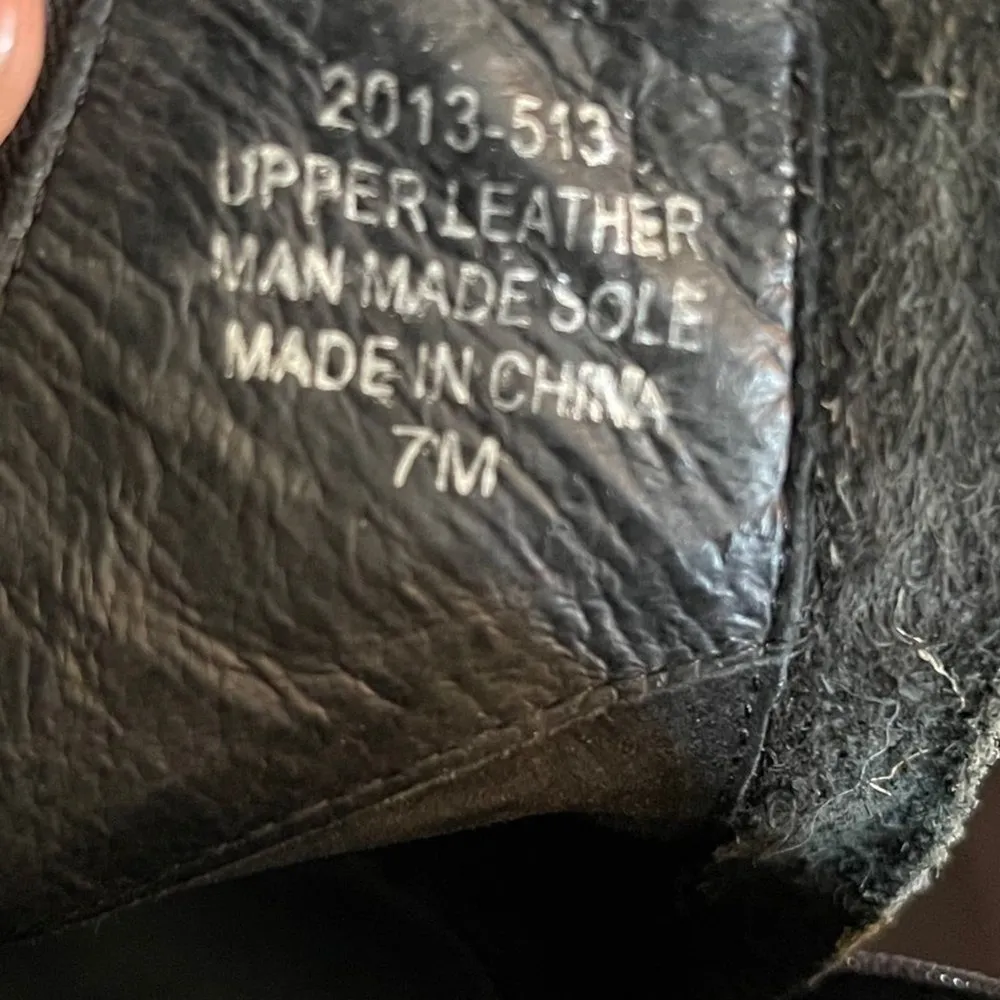 2013-513
UPPER LEATHER
MAN MADE SOLE
MADE IN CHINA
7M